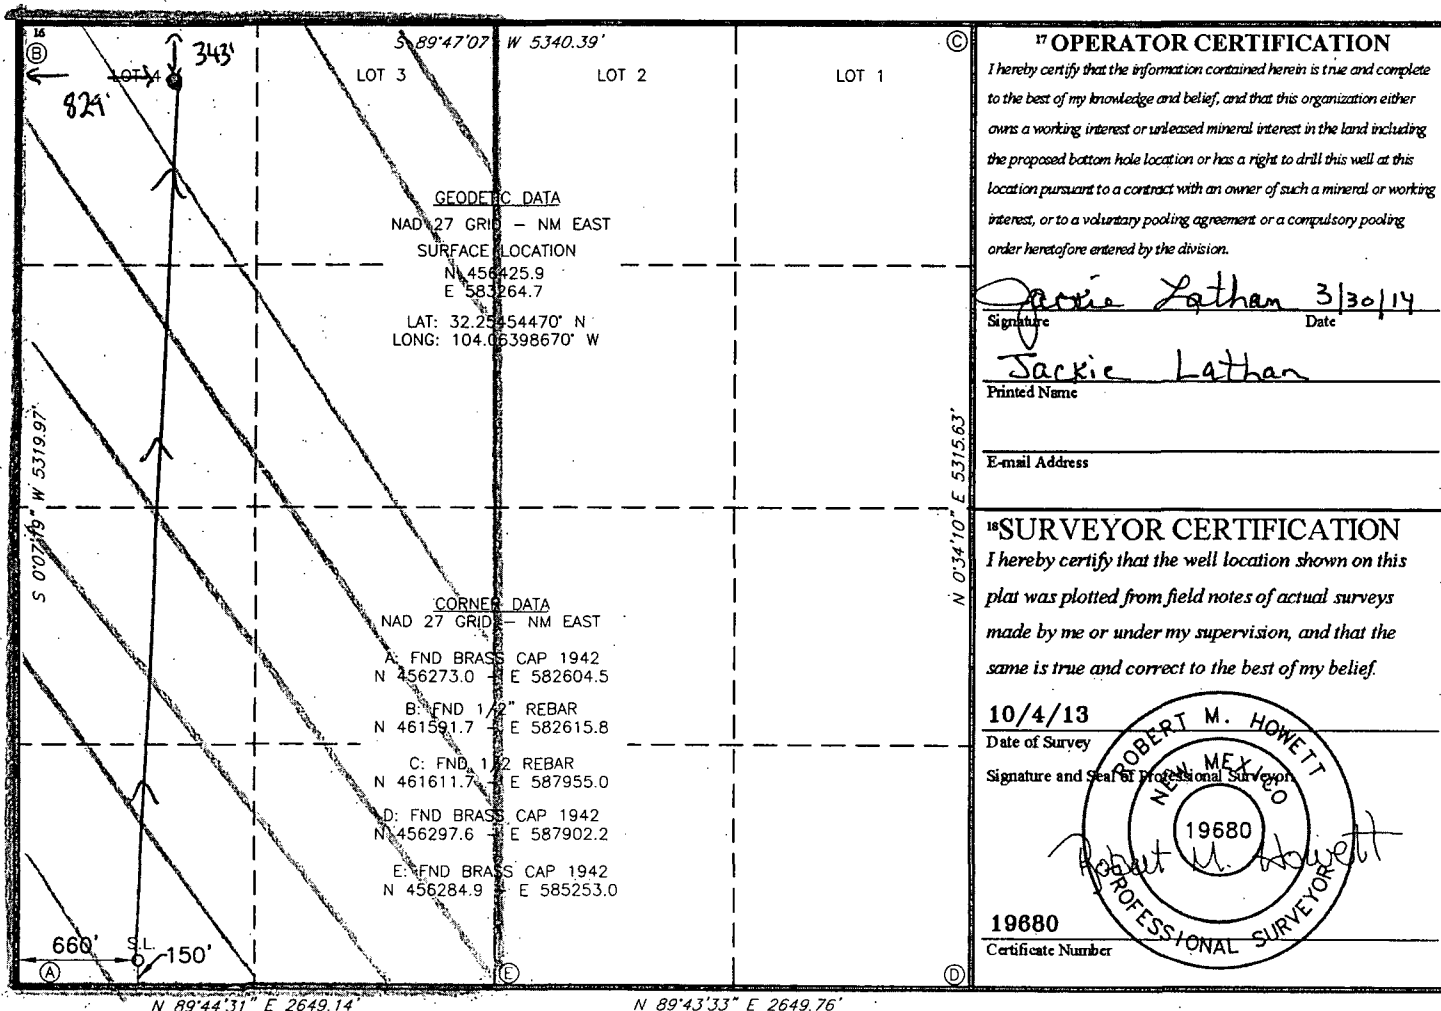 16
B
343'
S 89°47'07" W 5340.39'
C
LOT 4
LOT 3
LOT 2
LOT 1
829'
GEODETIC DATA
NAD 27 GRID - NM EAST
SURFACE LOCATION
N 456425.9
E 583264.7
LAT: 32.25454470° N
LONG: 104.06398670° W
S 0°07'19" W 5319.97'
N 0°34'10" E 5315.63'
CORNER DATA
NAD 27 GRID - NM EAST
A: FND BRASS CAP 1942
N 456273.0 - E 582604.5
B: FND 1/2" REBAR
N 461591.7 - E 582615.8
C: FND 1/2 REBAR
N 461611.7 - E 587955.0
D: FND BRASS CAP 1942
N 456297.6 - E 587902.2
E: FND BRASS CAP 1942
N 456284.9 - E 585253.0
660'
S.L.
150'
A
E
D
N 89°44'31" E 2649.14'
N 89°43'33" E 2649.76'
17 OPERATOR CERTIFICATION
I hereby certify that the information contained herein is true and complete
to the best of my knowledge and belief, and that this organization either
owns a working interest or unleased mineral interest in the land including
the proposed bottom hole location or has a right to drill this well at this
location pursuant to a contract with an owner of such a mineral or working
interest, or to a voluntary pooling agreement or a compulsory pooling
order heretofore entered by the division.
Jackie Lathan 3/30/14
Signature Date
Jackie Lathan
Printed Name
E-mail Address
18 SURVEYOR CERTIFICATION
I hereby certify that the well location shown on this
plat was plotted from field notes of actual surveys
made by me or under my supervision, and that the
same is true and correct to the best of my belief.
10/4/13
Date of Survey
Signature and Seal of Professional Surveyor:
ROBERT M. HOWETT
NEW MEXICO
19680
PROFESSIONAL SURVEYOR
Robert M. Howett
19680
Certificate Number